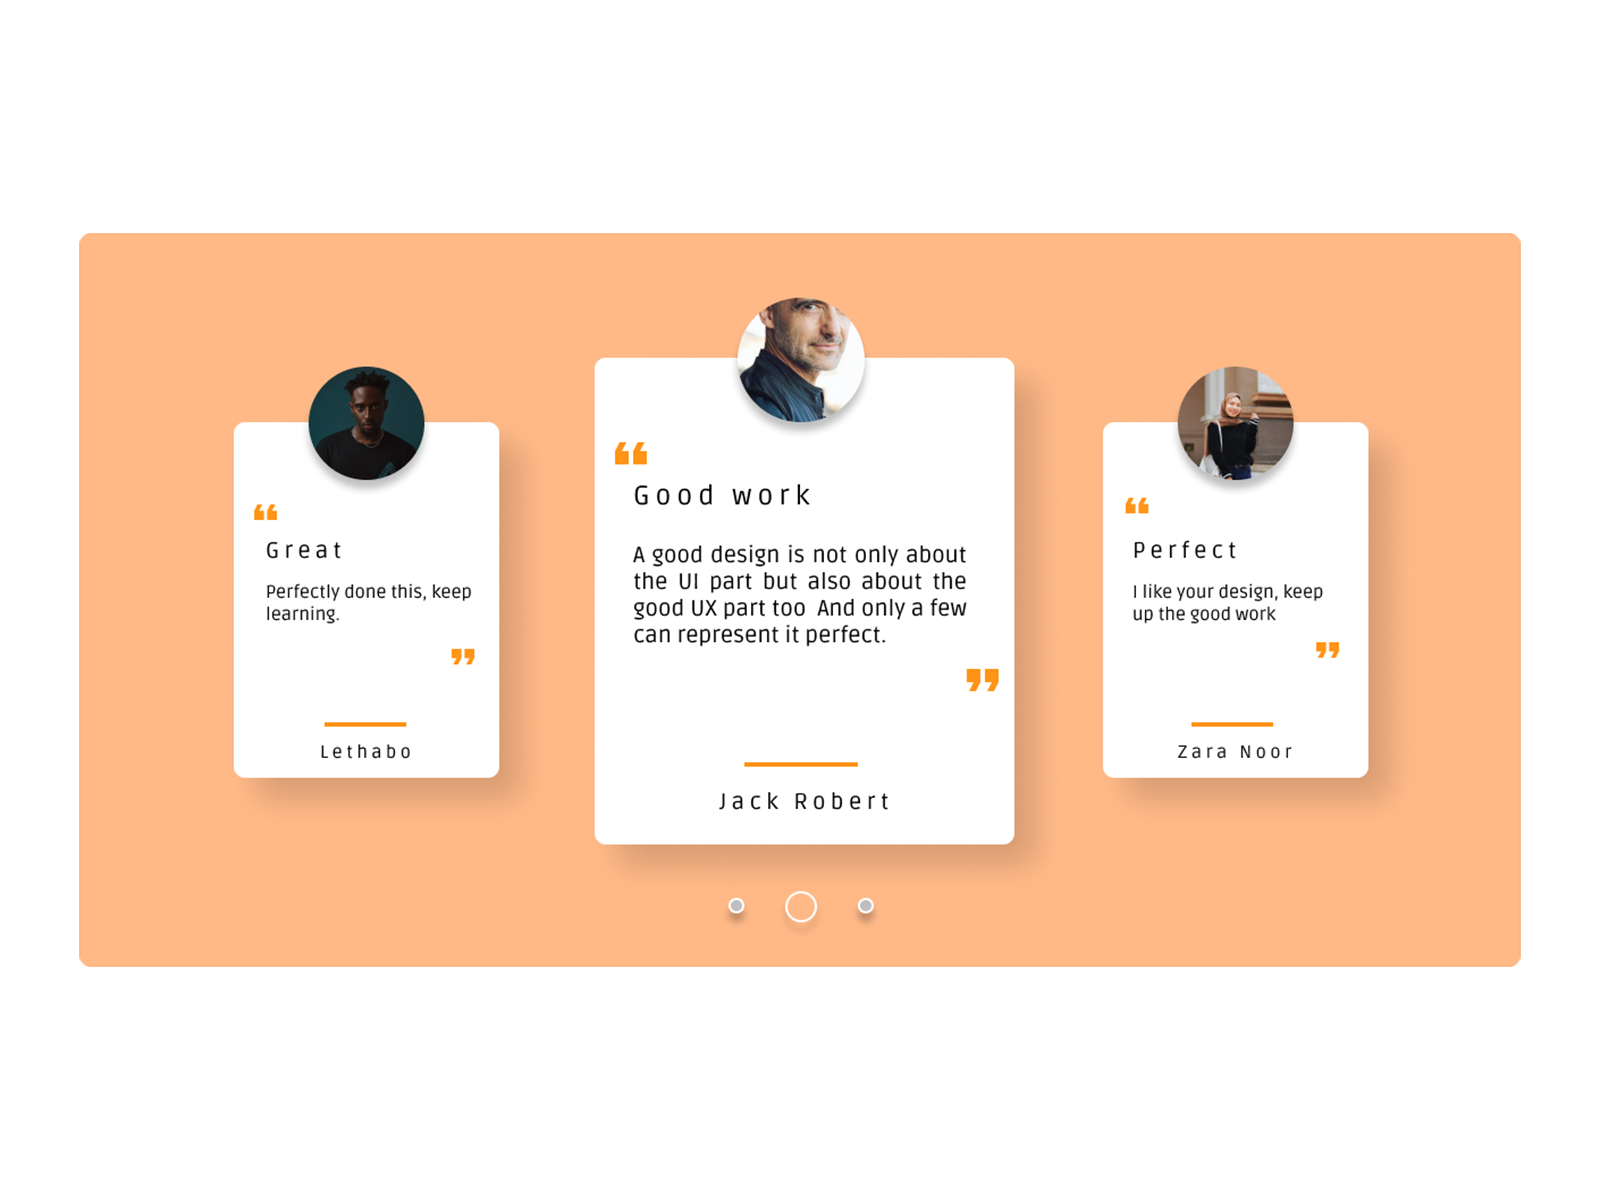 ❝
Great
Perfectly done this, keep
learning.
❞
Lethabo
❝
Good work
A good design is not only about
the UI part but also about the
good UX part too And only a few
can represent it perfect.
❞
Jack Robert
❝
Perfect
I like your design, keep
up the good work
❞
Zara Noor